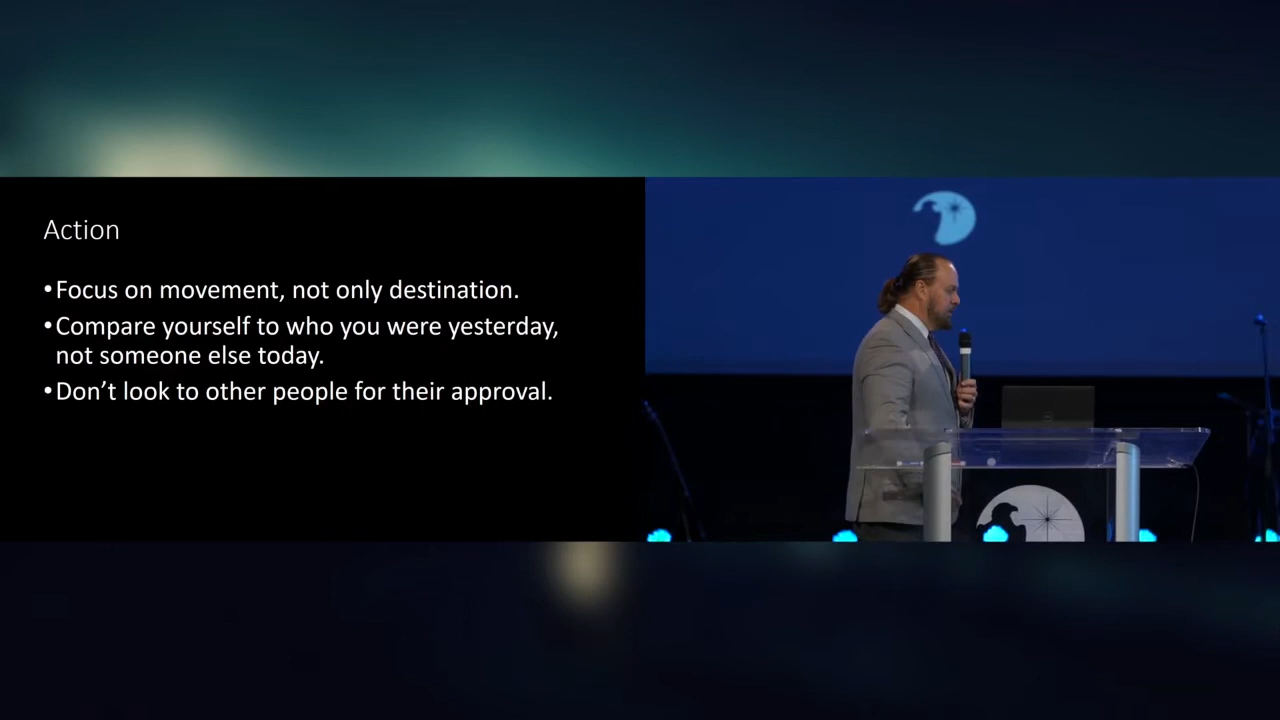 Action
•Focus on movement, not only destination.
•Compare yourself to who you were yesterday,
not someone else today.
•Don’t look to other people for their approval.